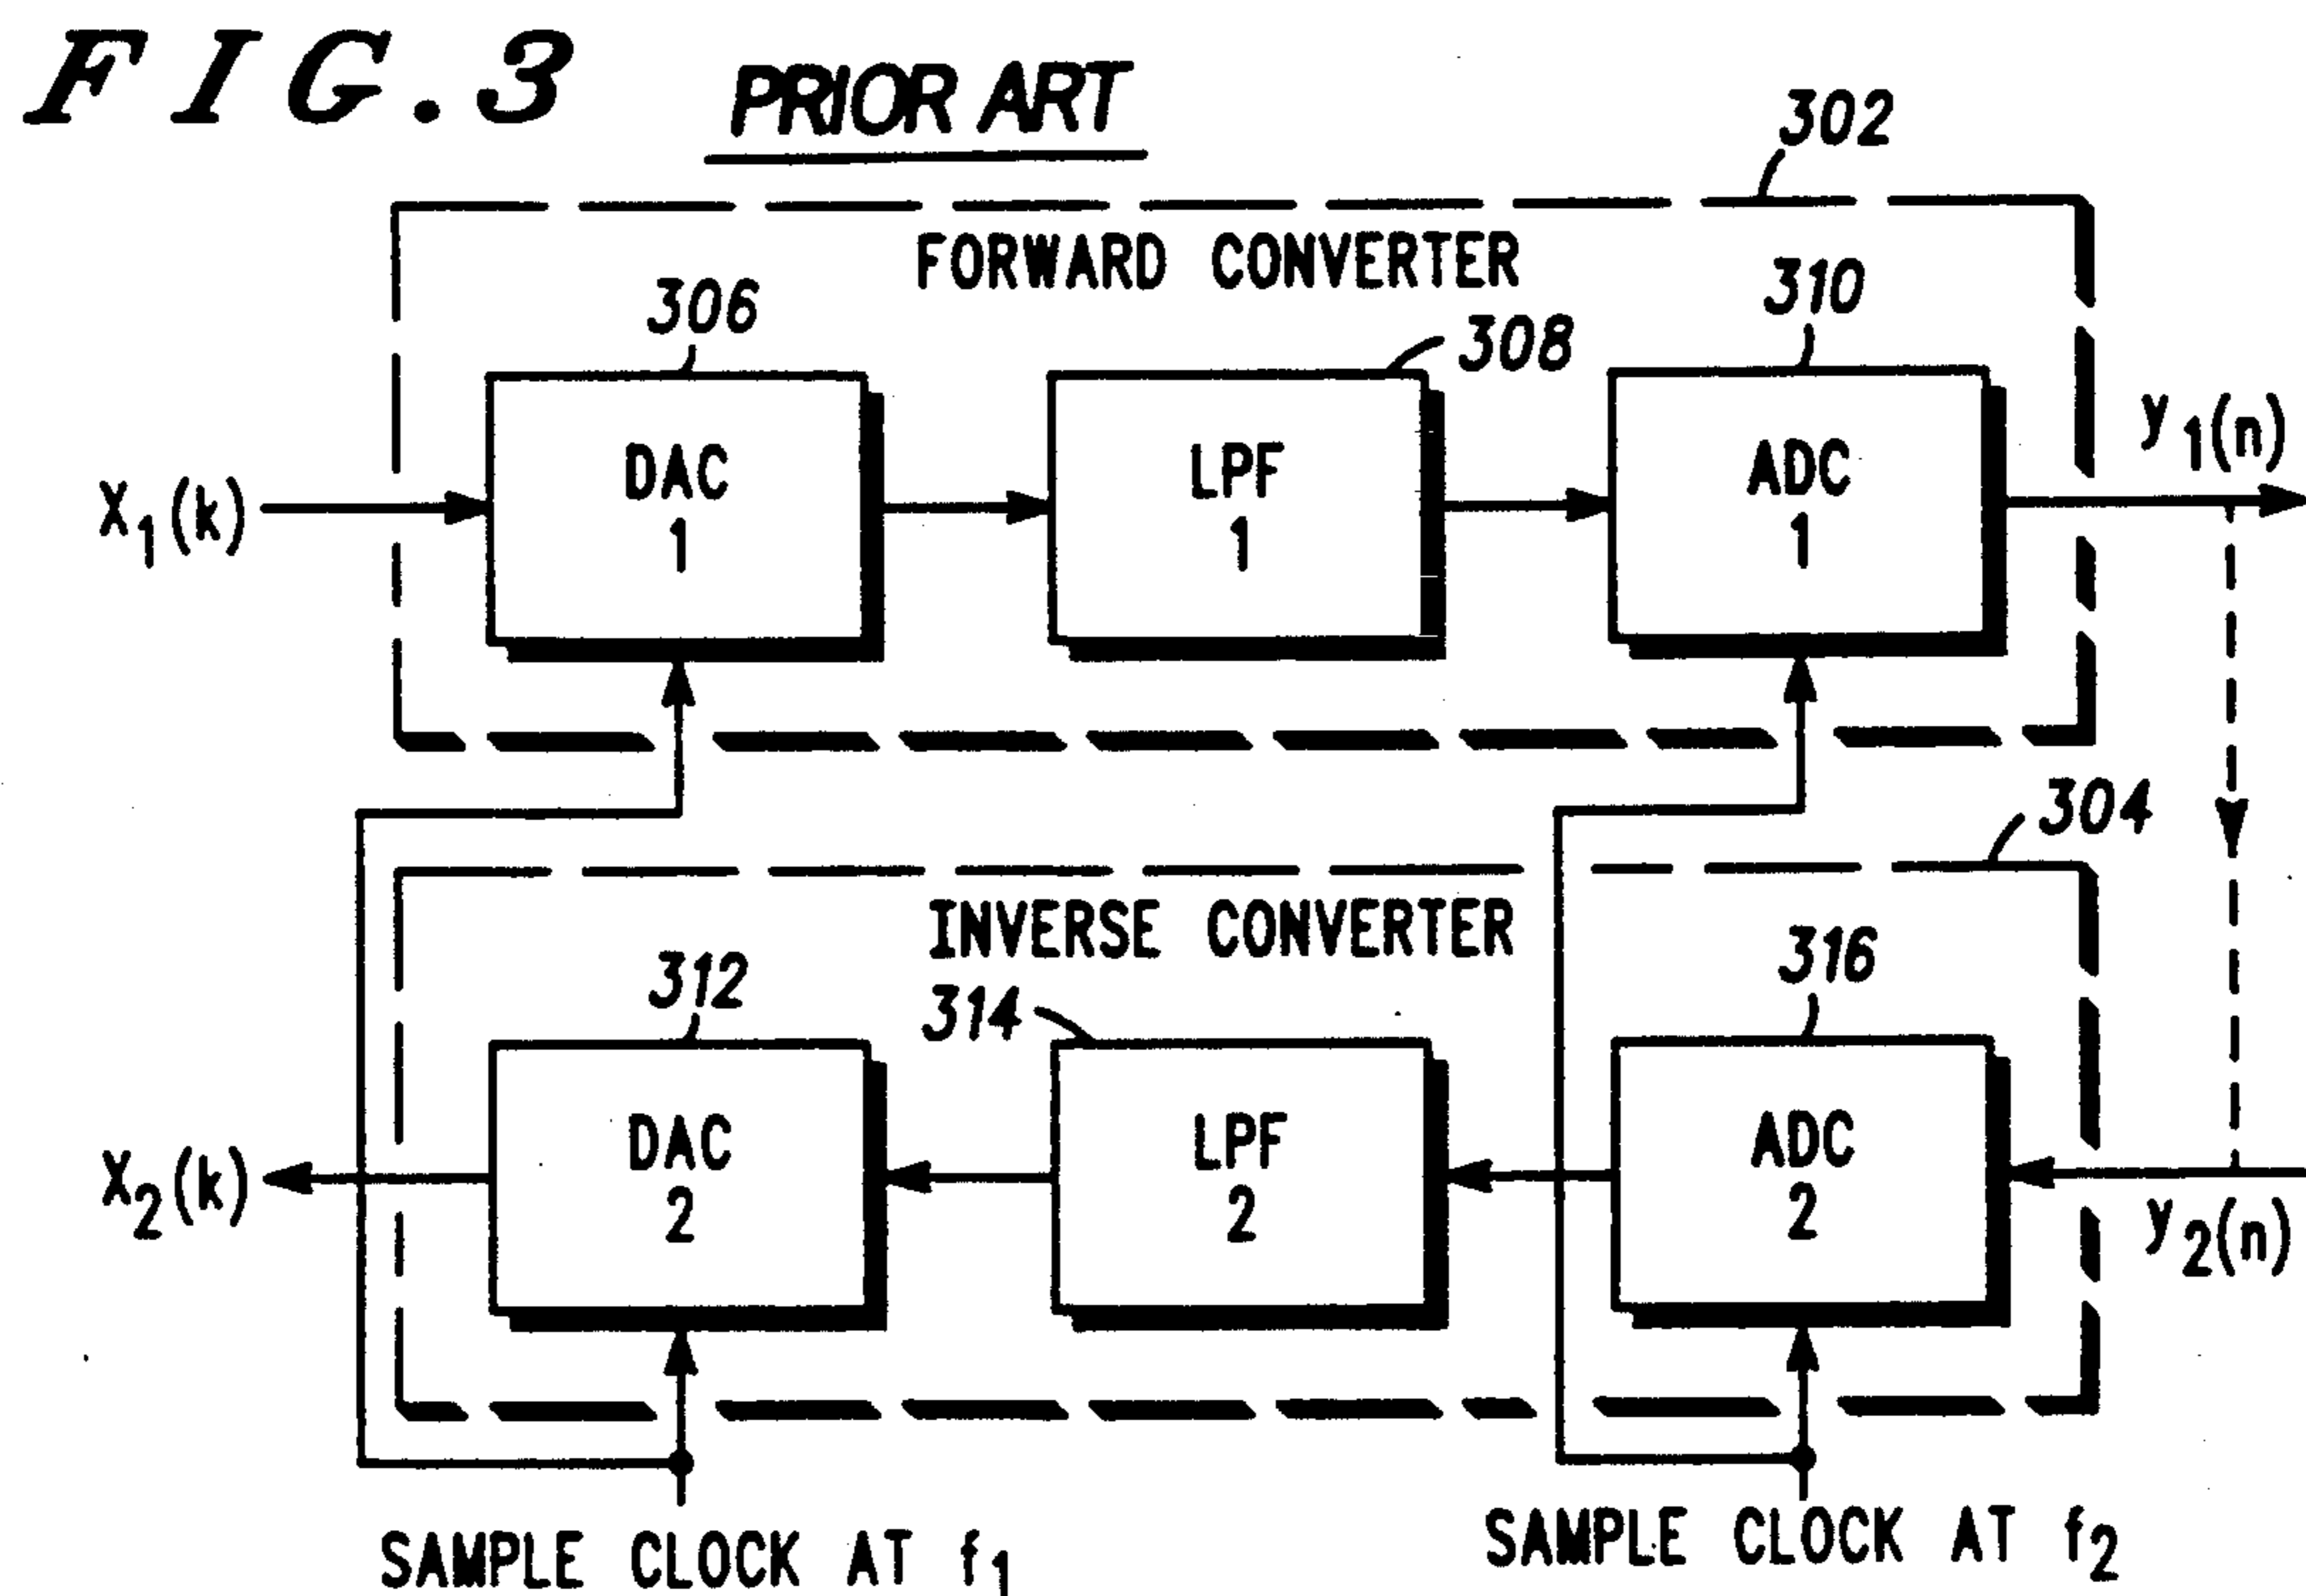 FIG.3 PRIOR ART
302
FORWARD CONVERTER
306
308
310
X1(k)
DAC
1
LPF
1
ADC
1
y1(n)
304
INVERSE CONVERTER
312
314
316
X2(k)
DAC
2
LPF
2
ADC
2
y2(n)
SAMPLE CLOCK AT f1
SAMPLE CLOCK AT f2